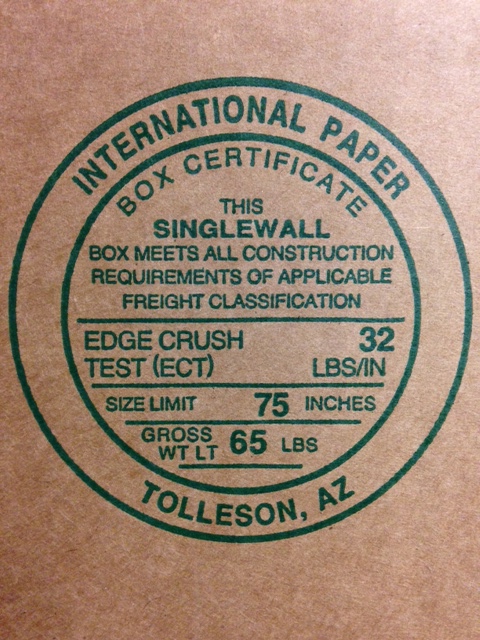 INTERNATIONAL PAPER
BOX CERTIFICATE
THIS
SINGLEWALL
BOX MEETS ALL CONSTRUCTION
REQUIREMENTS OF APPLICABLE
FREIGHT CLASSIFICATION
EDGE CRUSH 32
TEST (ECT) LBS/IN
SIZE LIMIT 75 INCHES
GROSS
WT LT 65 LBS
TOLLESON, AZ